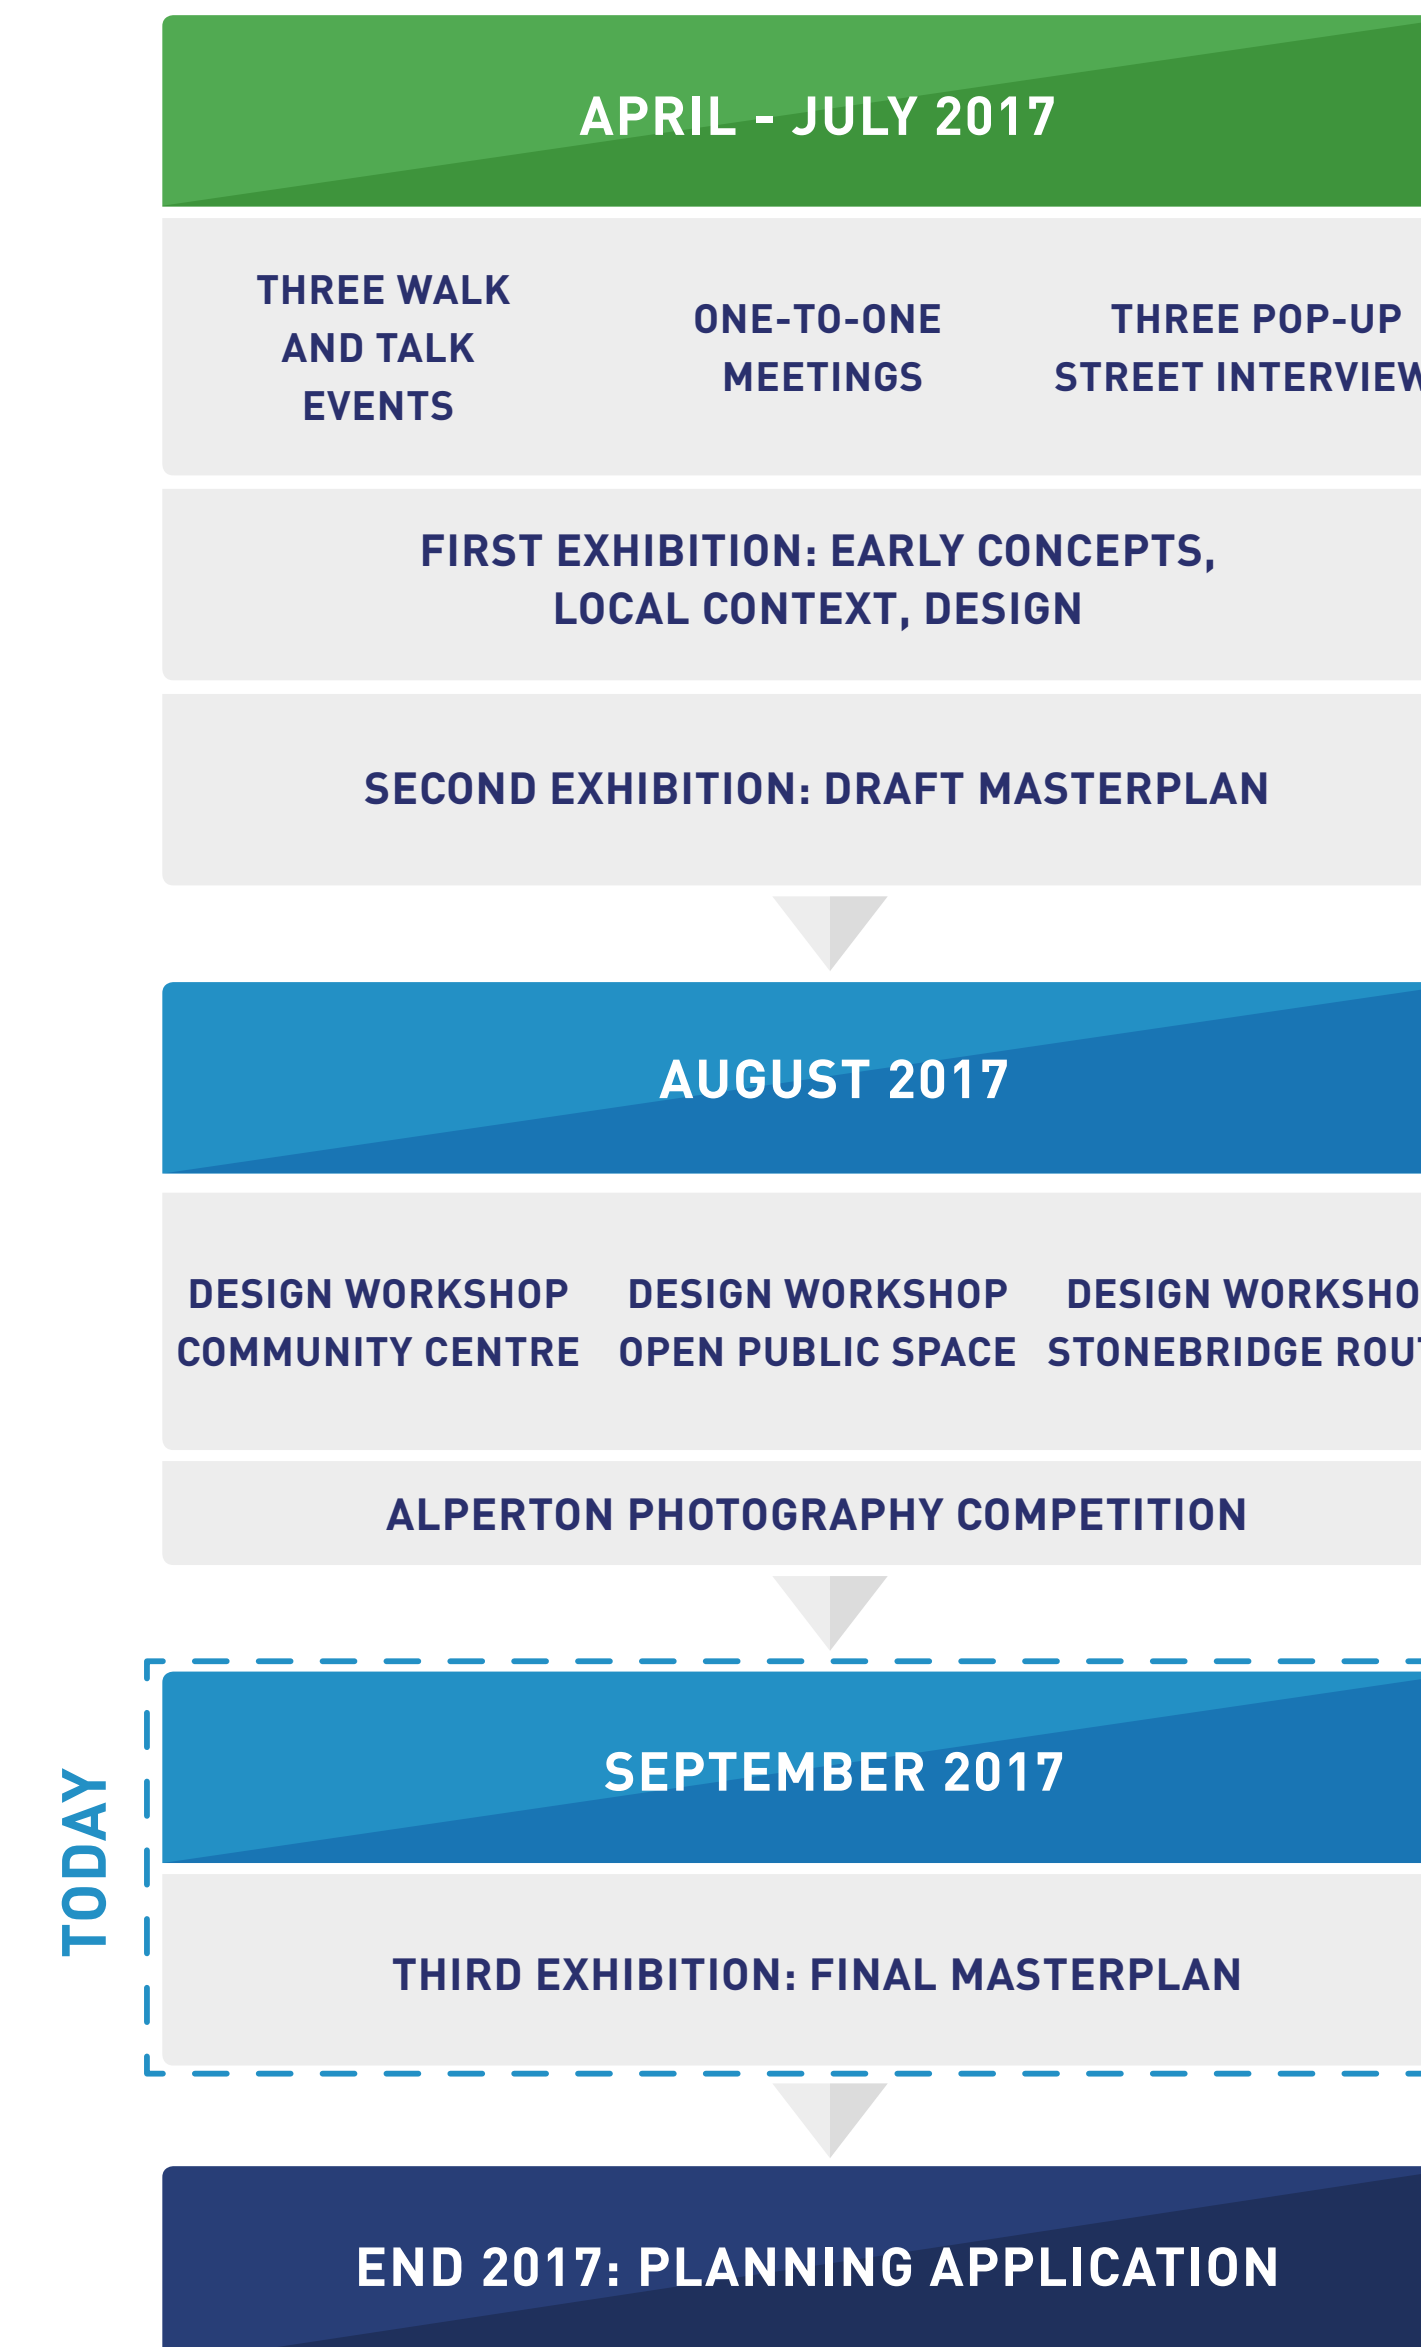 APRIL - JULY 2017
THREE WALK
AND TALK
EVENTS
ONE-TO-ONE
MEETINGS
THREE POP-UP
STREET
FIRST EXHIBITION: EARLY CONCEPTS,
LOCAL CONTEXT, DESIGN
SECOND EXHIBITION: DRAFT MASTERPLAN
AUGUST 2017
DESIGN WORKSHOP
COMMUNITY CENTRE
DESIGN WORKSHOP
OPEN PUBLIC SPACE
DESIGN
STONEBRIDGE
ALPERTON PHOTOGRAPHY COMPETITION
TODAY
SEPTEMBER 2017
THIRD EXHIBITION: FINAL MASTERPLAN
END 2017: PLANNING APPLICATION